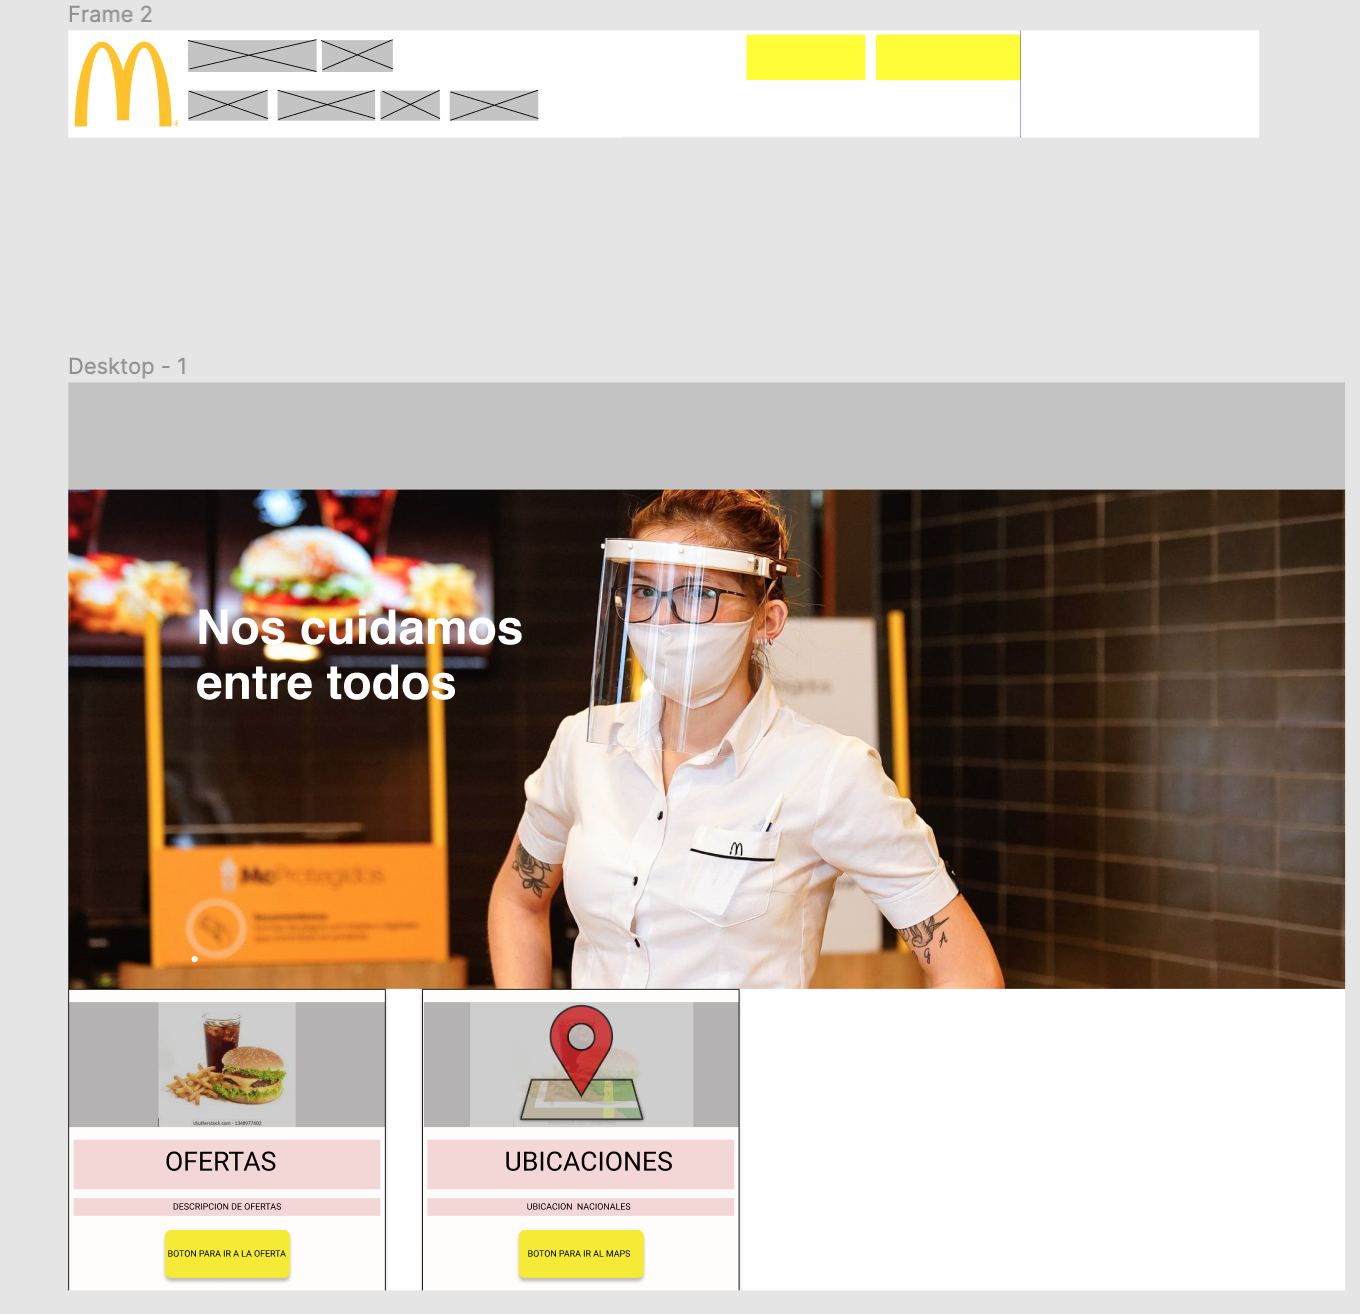 Frame 2
Desktop - 1
Nos cuidamos
entre todos
McProtegidos
shutterstock.com · 1348977602
OFERTAS
DESCRIPCION DE OFERTAS
BOTON PARA IR A LA OFERTA
UBICACIONES
UBICACION  NACIONALES
BOTON PARA IR AL MAPS